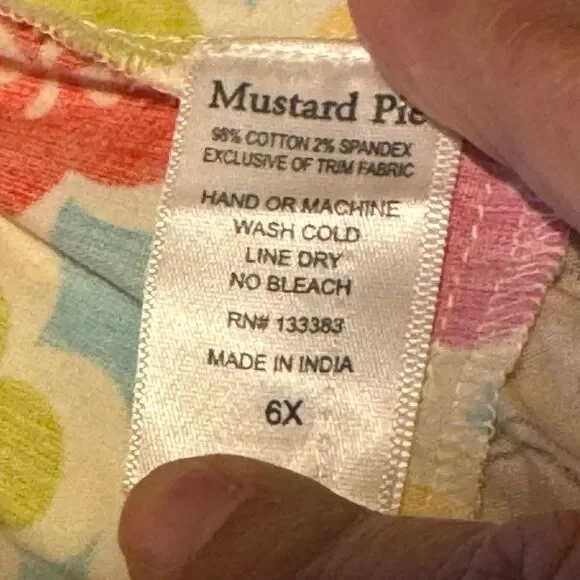 Mustard Pie
98% COTTON 2% SPANDEX
EXCLUSIVE OF TRIM FABRIC
HAND OR MACHINE
WASH COLD
LINE DRY
NO BLEACH
RN# 133383
MADE IN INDIA
6X